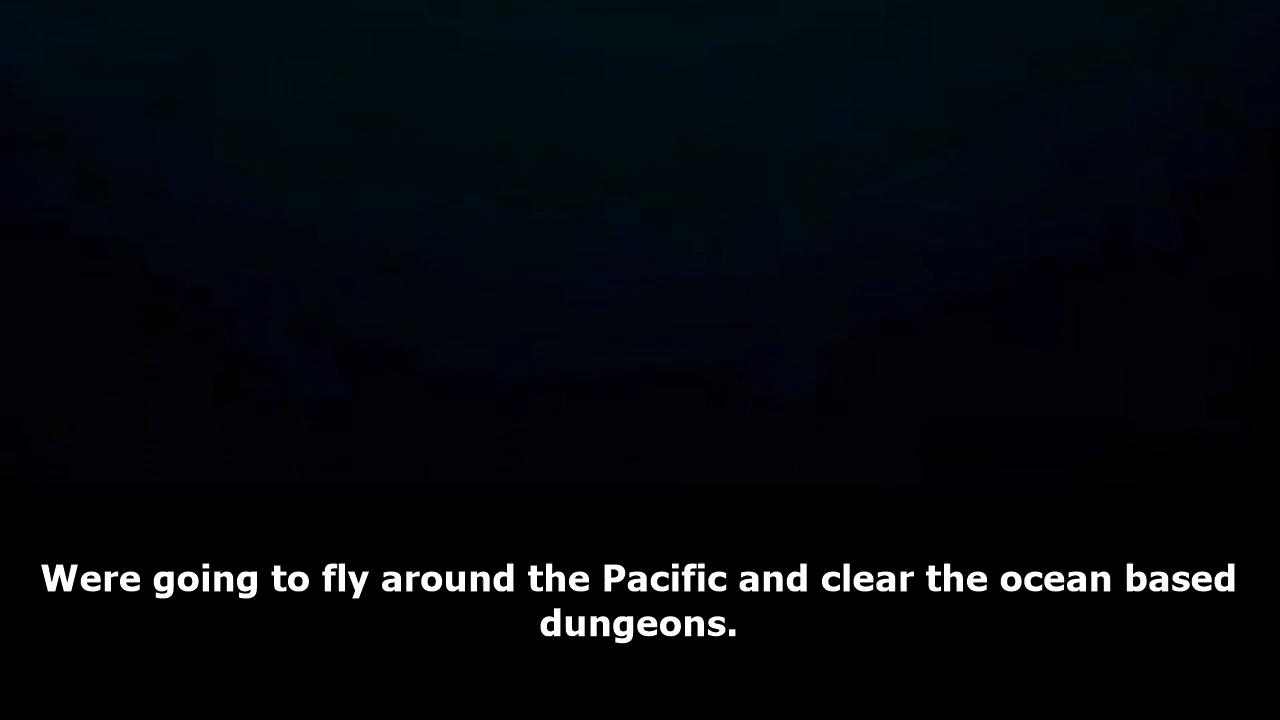 Were going to fly around the Pacific and clear the ocean based
dungeons.